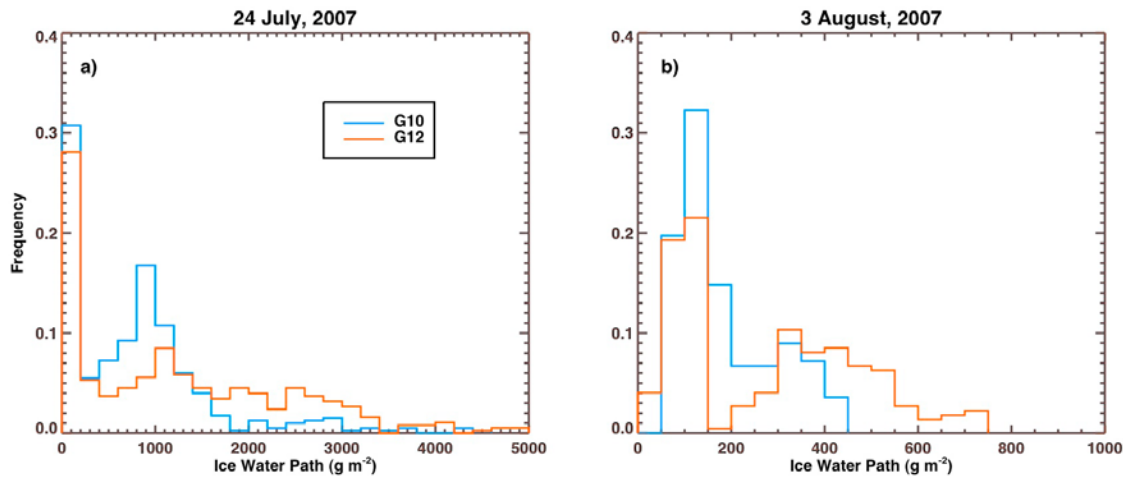 24 July, 2007
a)
G10
G12
Frequency
0.4
0.3
0.2
0.1
0.0
0 1000 2000 3000 4000 5000
Ice Water Path (g m⁻²)
3 August, 2007
b)
0.4
0.3
0.2
0.1
0.0
0 200 400 600 800 1000
Ice Water Path (g m⁻²)